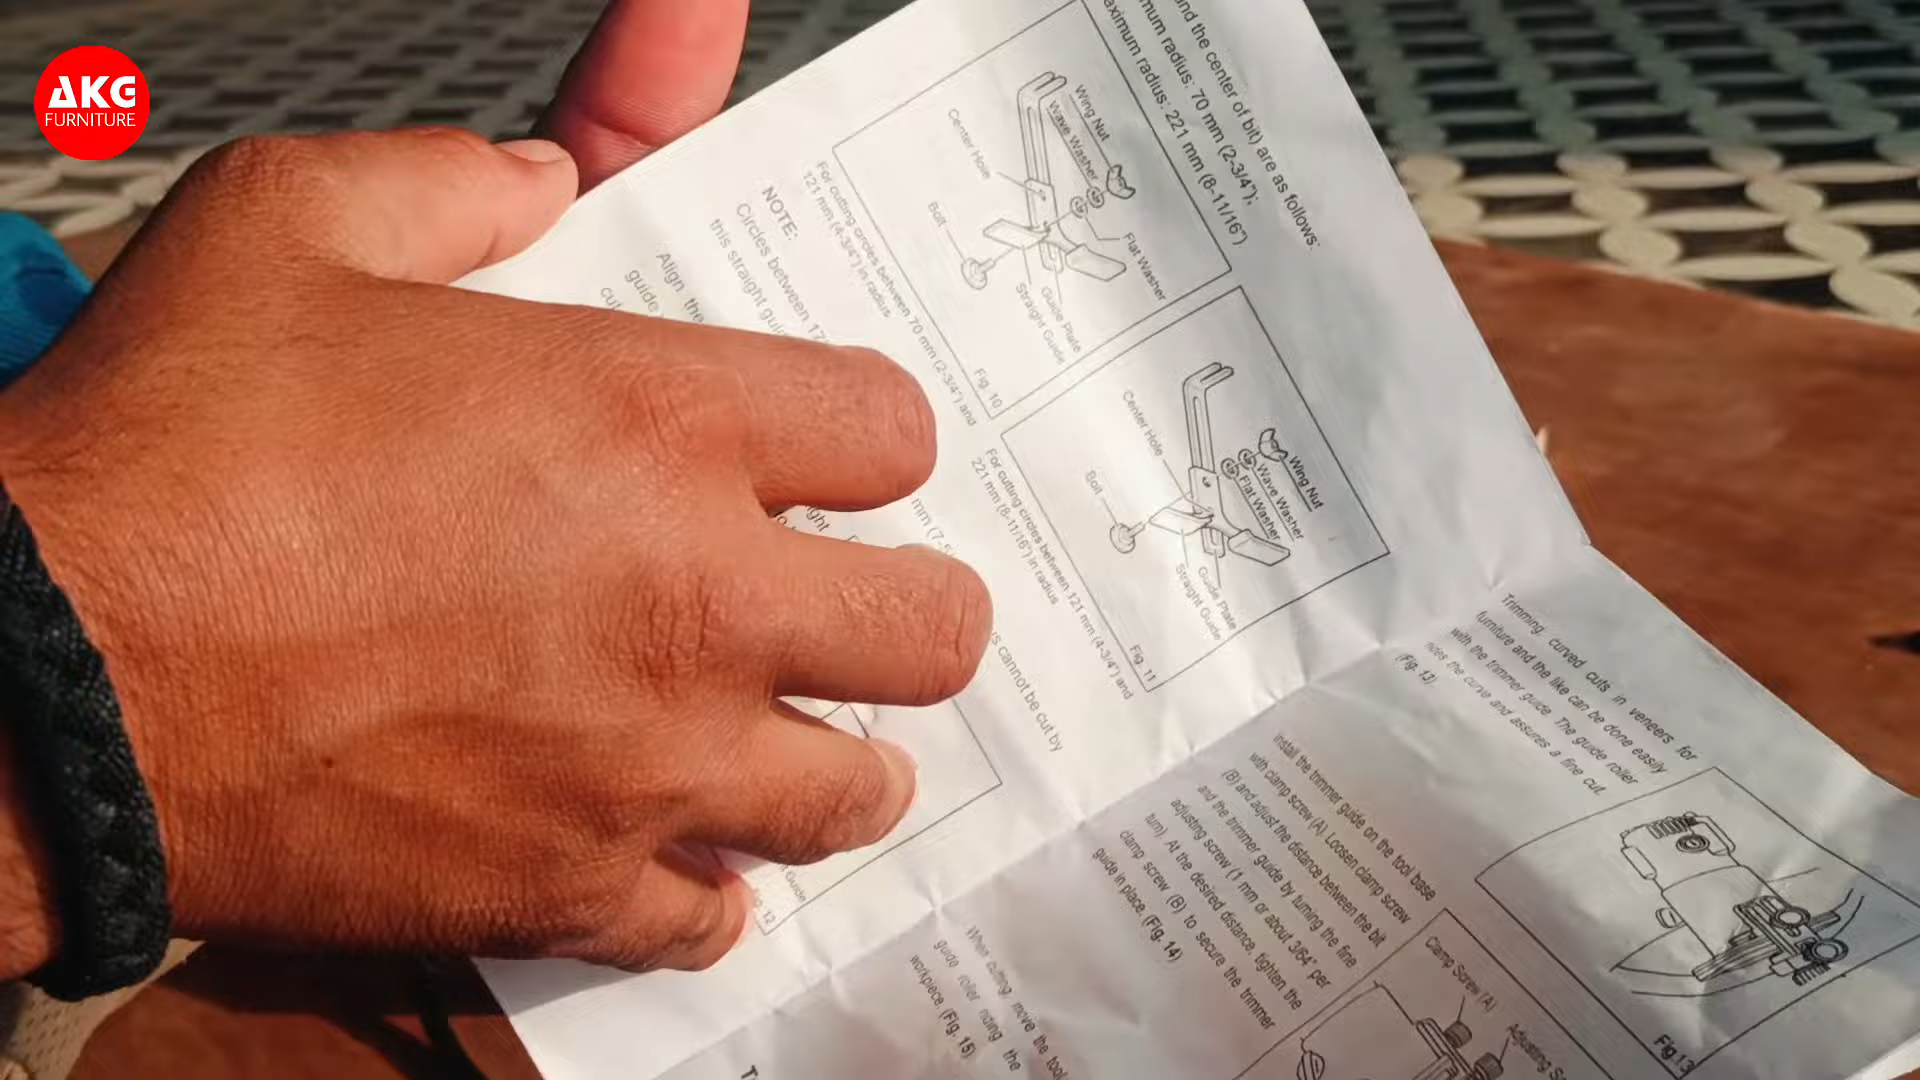 AKG
FURNITURE
nd the center of bit) are as follows:
mum radius: 70 mm (2-3/4");
aximum radius: 221 mm (8-11/16")
Wing Nut
Wave Washer
Center Hole
Flat Washer
Bolt
Guide Plate
Straight Guide
Fig. 10
For cutting circles between 70 mm (2-3/4") and
121 mm (4-3/4") in radius
Wing Nut
Wave Washer
Flat Washer
Center Hole
Bolt
Guide Plate
Straight Guide
Fig. 11
For cutting circles between 121 mm (4-3/4") and
221 mm (8-11/16") in radius
NOTE:
Circles between 17 mm (7-5 cannot be cut by
this straight guid
Align the ght
guide
cut
Guide
Trimming curved cuts in veneers for
furniture and the like can be done easily
with the trimmer guide. The guide roller
rides the curve and assures a fine cut.
(Fig. 13)
Fig.13
Install the trimmer guide on the tool base
with clamp screw (A). Loosen clamp screw
(B) and adjust the distance between the bit
and the trimmer guide by turning the fine
adjusting screw (1 mm or about 3/64" per
turn). At the desired distance, tighten the
clamp screw (B) to secure the trimmer
guide in place. (Fig. 14)
Clamp Screw (A)
Adjusting
When cutting, move the tool
guide roller riding the
workpiece. (Fig. 15)